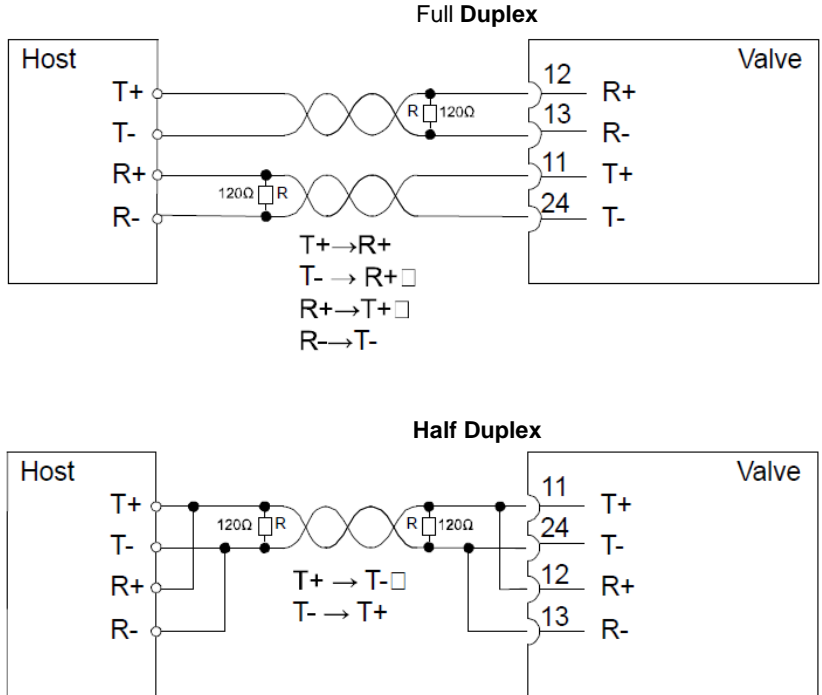 Full Duplex
Host
Valve
T+
12
R+
R 120Ω
T-
13
R-
R+
11
T+
120Ω R
R-
24
T-
T+→R+
T- → R+□
R+→T+□
R-→T-
Half Duplex
Host
Valve
T+
11
T+
120Ω R
R 120Ω
T-
24
T-
R+
T+ → T-□
12
R+
T- → T+
R-
13
R-